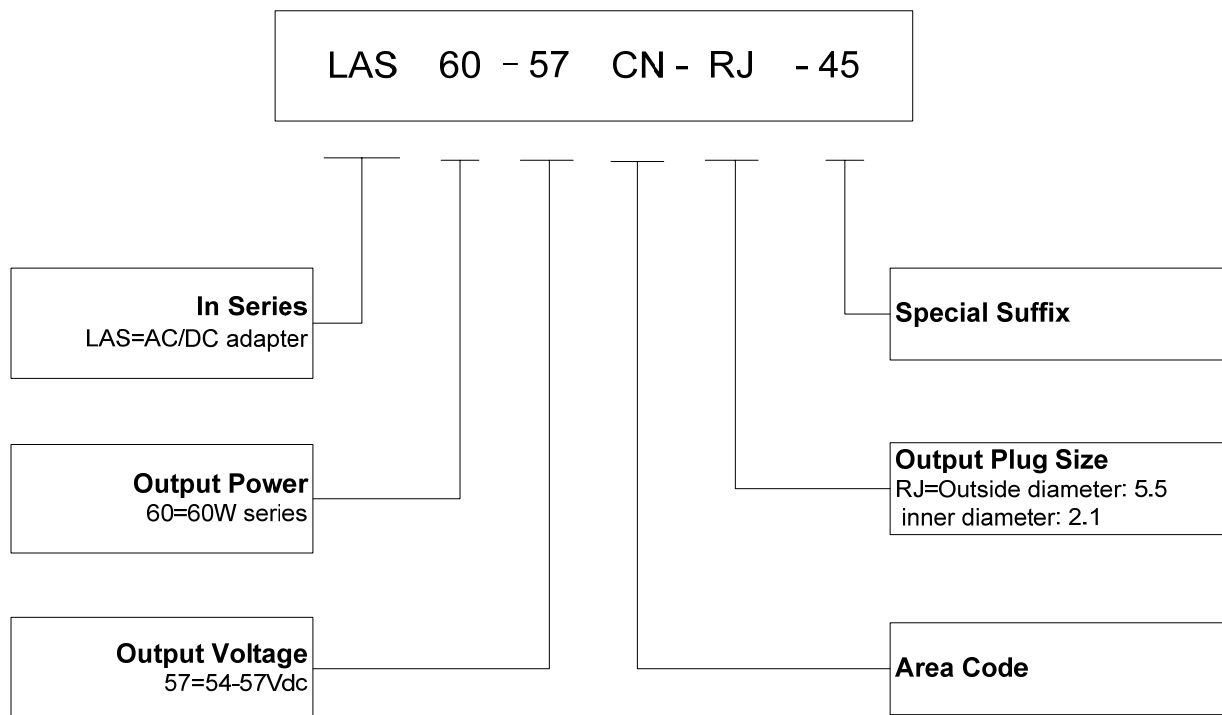 LAS 60 - 57 CN - RJ - 45
In Series
LAS=AC/DC adapter
Special Suffix
Output Power
60=60W series
Output Plug Size
RJ=Outside diameter: 5.5
inner diameter: 2.1
Output Voltage
57=54-57Vdc
Area Code